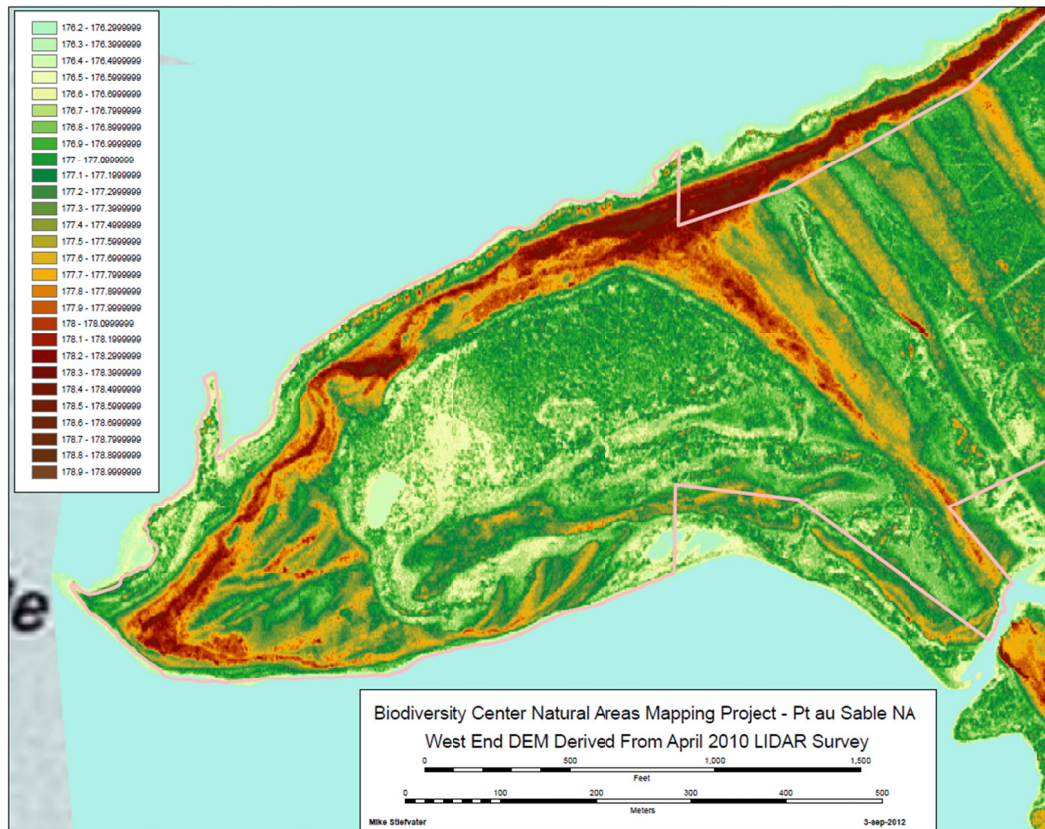 176.2 - 176.2999999
176.3 - 176.3999999
176.4 - 176.4999999
176.5 - 176.5999999
176.6 - 176.6999999
176.7 - 176.7999999
176.8 - 176.8999999
176.9 - 176.9999999
177 - 177.0999999
177.1 - 177.1999999
177.2 - 177.2999999
177.3 - 177.3999999
177.4 - 177.4999999
177.5 - 177.5999999
177.6 - 177.6999999
177.7 - 177.7999999
177.8 - 177.8999999
177.9 - 177.9999999
178 - 178.0999999
178.1 - 178.1999999
178.2 - 178.2999999
178.3 - 178.3999999
178.4 - 178.4999999
178.5 - 178.5999999
178.6 - 178.6999999
178.7 - 178.7999999
178.8 - 178.8999999
178.9 - 178.9999999
Biodiversity Center Natural Areas Mapping Project - Pt au Sable NA
West End DEM Derived From April 2010 LIDAR Survey
0 500 1,000 1,500
Feet
0 100 200 300 400 500
Meters
Mike Stiefvater 3-sep-2012